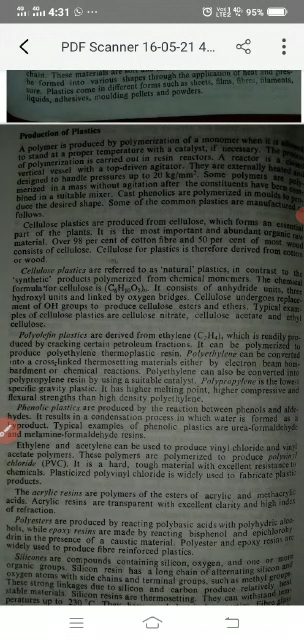 4:31
95%
PDF Scanner 16-05-21 4...
chain. These materials are
be formed into various shapes through the application of heat and
sure. Plastics come in different forms such as sheets, films, fibres, filaments,
liquids, adhesives, moulding pellets and powders.
Production of Plastics
A polymer is produced by polymerization of a monomer when it is
to stand at a proper temperature with a catalyst, if necessary. The
of polymerization is carried out in resin reactors. A reactor is a
vertical vessel with a top-driven agitator. They are externally heated and
designed to handle pressures up to 20 kg/mm². Some polymers are
merized in a mass without agitation after the constituents have been
bined in a suitable mixer. Cast phenolics are polymerized in moulds to
duce the desired shape. Some of the common plastics are manufactured
follows.
Cellulose plastics are produced from cellulose, which forms an essential
part of the plants. It is the most important and abundant organic
material. Over 98 per cent of cotton fibre and 50 per cent of most wood
consists of cellulose. Cellulose for plastics is therefore derived from cotton
or wood
Cellulose plastics are referred to as 'natural' plastics, in contrast to the
'synthetic' products polymerized from chemical monomers. The chemical
formula for cellulose is (C₆H₁₀O₅)ₙ. It consists of anhydride units, three
hydroxyl units and linked by oxygen bridges. Cellulose undergoes replace-
ment of OH groups to produce cellulose esters and ethers. Typical exam-
ples of cellulose plastics are cellulose nitrate, cellulose acetate and ethyl
cellulose.
Polyolefin plastics are derived from ethylene (C₂H₄), which is readily pro-
duced by cracking certain petroleum fractions. It can be polymerized to
produce polyethylene thermoplastic resin. Polyethylene can be converted
into a cross-linked thermosetting materials either by electron beam bom-
bardment or chemical reactions. Polyethylene can also be converted into
polypropylene resin by using a suitable catalyst. Polypropylene is the lowest
specific gravity plastic. It has higher melting point, higher compressive and
flexural strengths than high density polyethylene.
Phenolic plastics are produced by the reaction between phenols and alde-
hydes. It results in a condensation process in which water is formed as a
product. Typical examples of phenolic plastics are urea-formaldehyde
and melamine-formaldehyde resins.
Ethylene and acetylene can be used to produce vinyl chloride and vinyl
acetate polymers. These polymers are polymerized to produce polyvinyl
chloride (PVC). It is a hard, tough material with excellent resistance to
chemicals. Plasticized polyvinyl chloride is widely used to fabricate plastic
products.
The acrylic resins are polymers of the esters of acrylic and methacrylic
acids. Acrylic resins are transparent with excellent clarity and high index
of refraction.
Polyesters are produced by reacting polybasic acids with polyhydric alco-
hols, while epoxy resins are made by reacting bisphenol and epichlorohy-
drin in the presence of a caustic material. Polyester and epoxy resins are
widely used to produce fibre reinforced plastics.
Silicones are compounds containing silicon, oxygen, and one or more
organic groups. Silicon resin has a long chain of alternating silicon and
oxygen atoms with side chains and terminal groups, such as methyl groups
These strong linkages due to silicon and carbon produce relatively
stable materials. Silicon resins are thermosetting. They can withstand
peratures up to 230 °C.